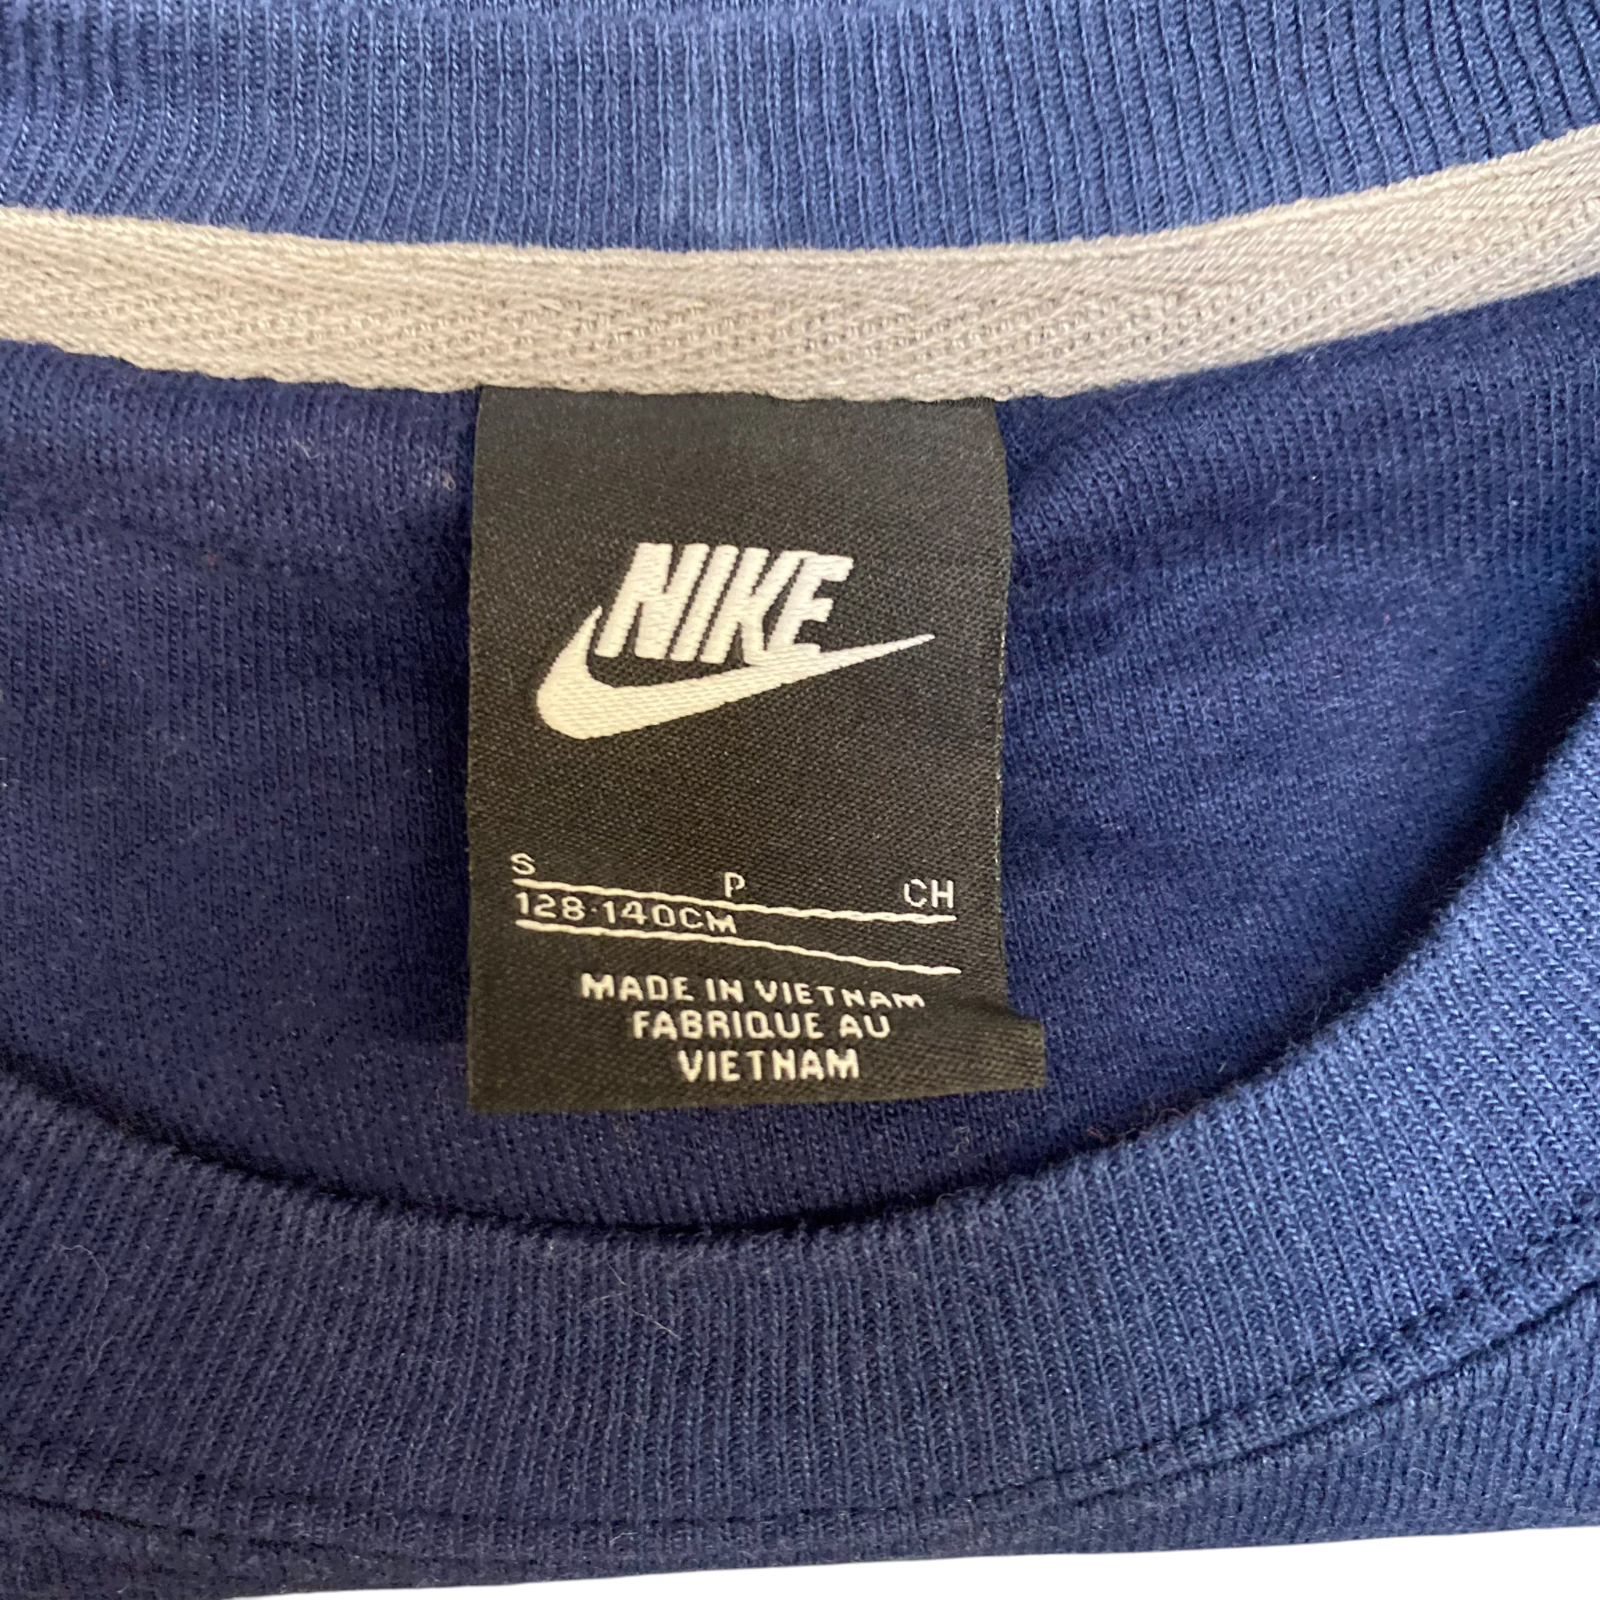 NIKE
S P CH
128-140CM
MADE IN VIETNAM
FABRIQUE AU
VIETNAM